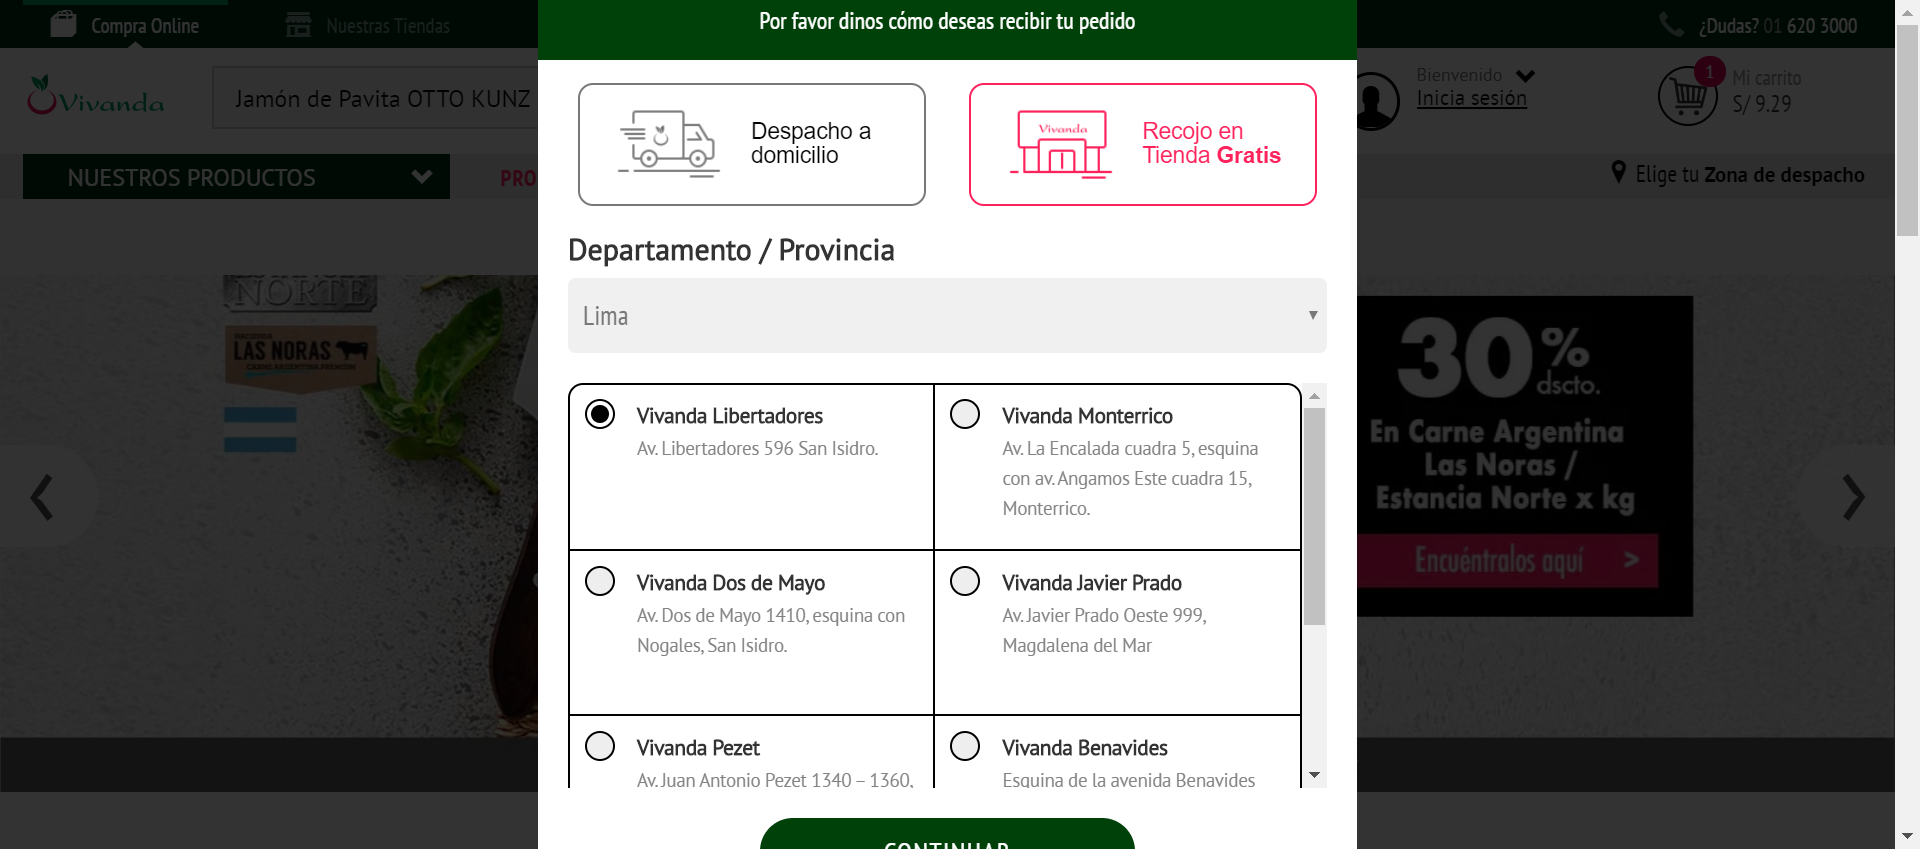 Compra Online
Nuestras Tiendas
Por favor dinos cómo deseas recibir tu pedido
¿Dudas? 01 620 3000
Vivanda
Jamón de Pavita OTTO KUNZ
Despacho a
domicilio
Vivanda
Recojo en
Tienda Gratis
Bienvenido
Inicia sesión
1
Mi carrito
S/ 9.29
NUESTROS PRODUCTOS
PRO
Elige tu Zona de despacho
Departamento / Provincia
Lima
NORTE
LAS NORAS
CARNE ARGENTINA PREMIUM
30% dscto.
En Carne Argentina
Las Noras /
Estancia Norte x kg
Encuéntralos aquí >
Vivanda Libertadores
Av. Libertadores 596 San Isidro.
Vivanda Monterrico
Av. La Encalada cuadra 5, esquina
con av. Angamos Este cuadra 15,
Monterrico.
Vivanda Dos de Mayo
Av. Dos de Mayo 1410, esquina con
Nogales, San Isidro.
Vivanda Javier Prado
Av. Javier Prado Oeste 999,
Magdalena del Mar
Vivanda Pezet
Av. Juan Antonio Pezet 1340 – 1360,
Vivanda Benavides
Esquina de la avenida Benavides
CONTINUAR